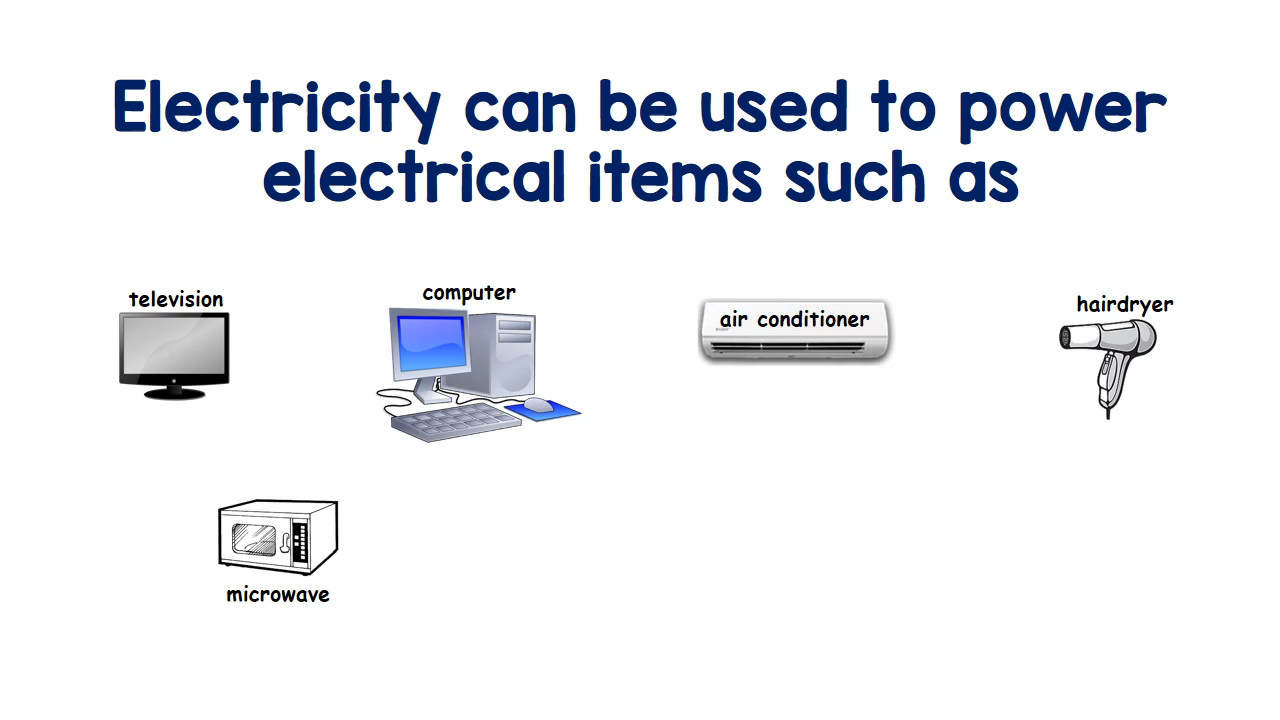 Electricity can be used to power
electrical items such as
television
computer
air conditioner
hairdryer
microwave